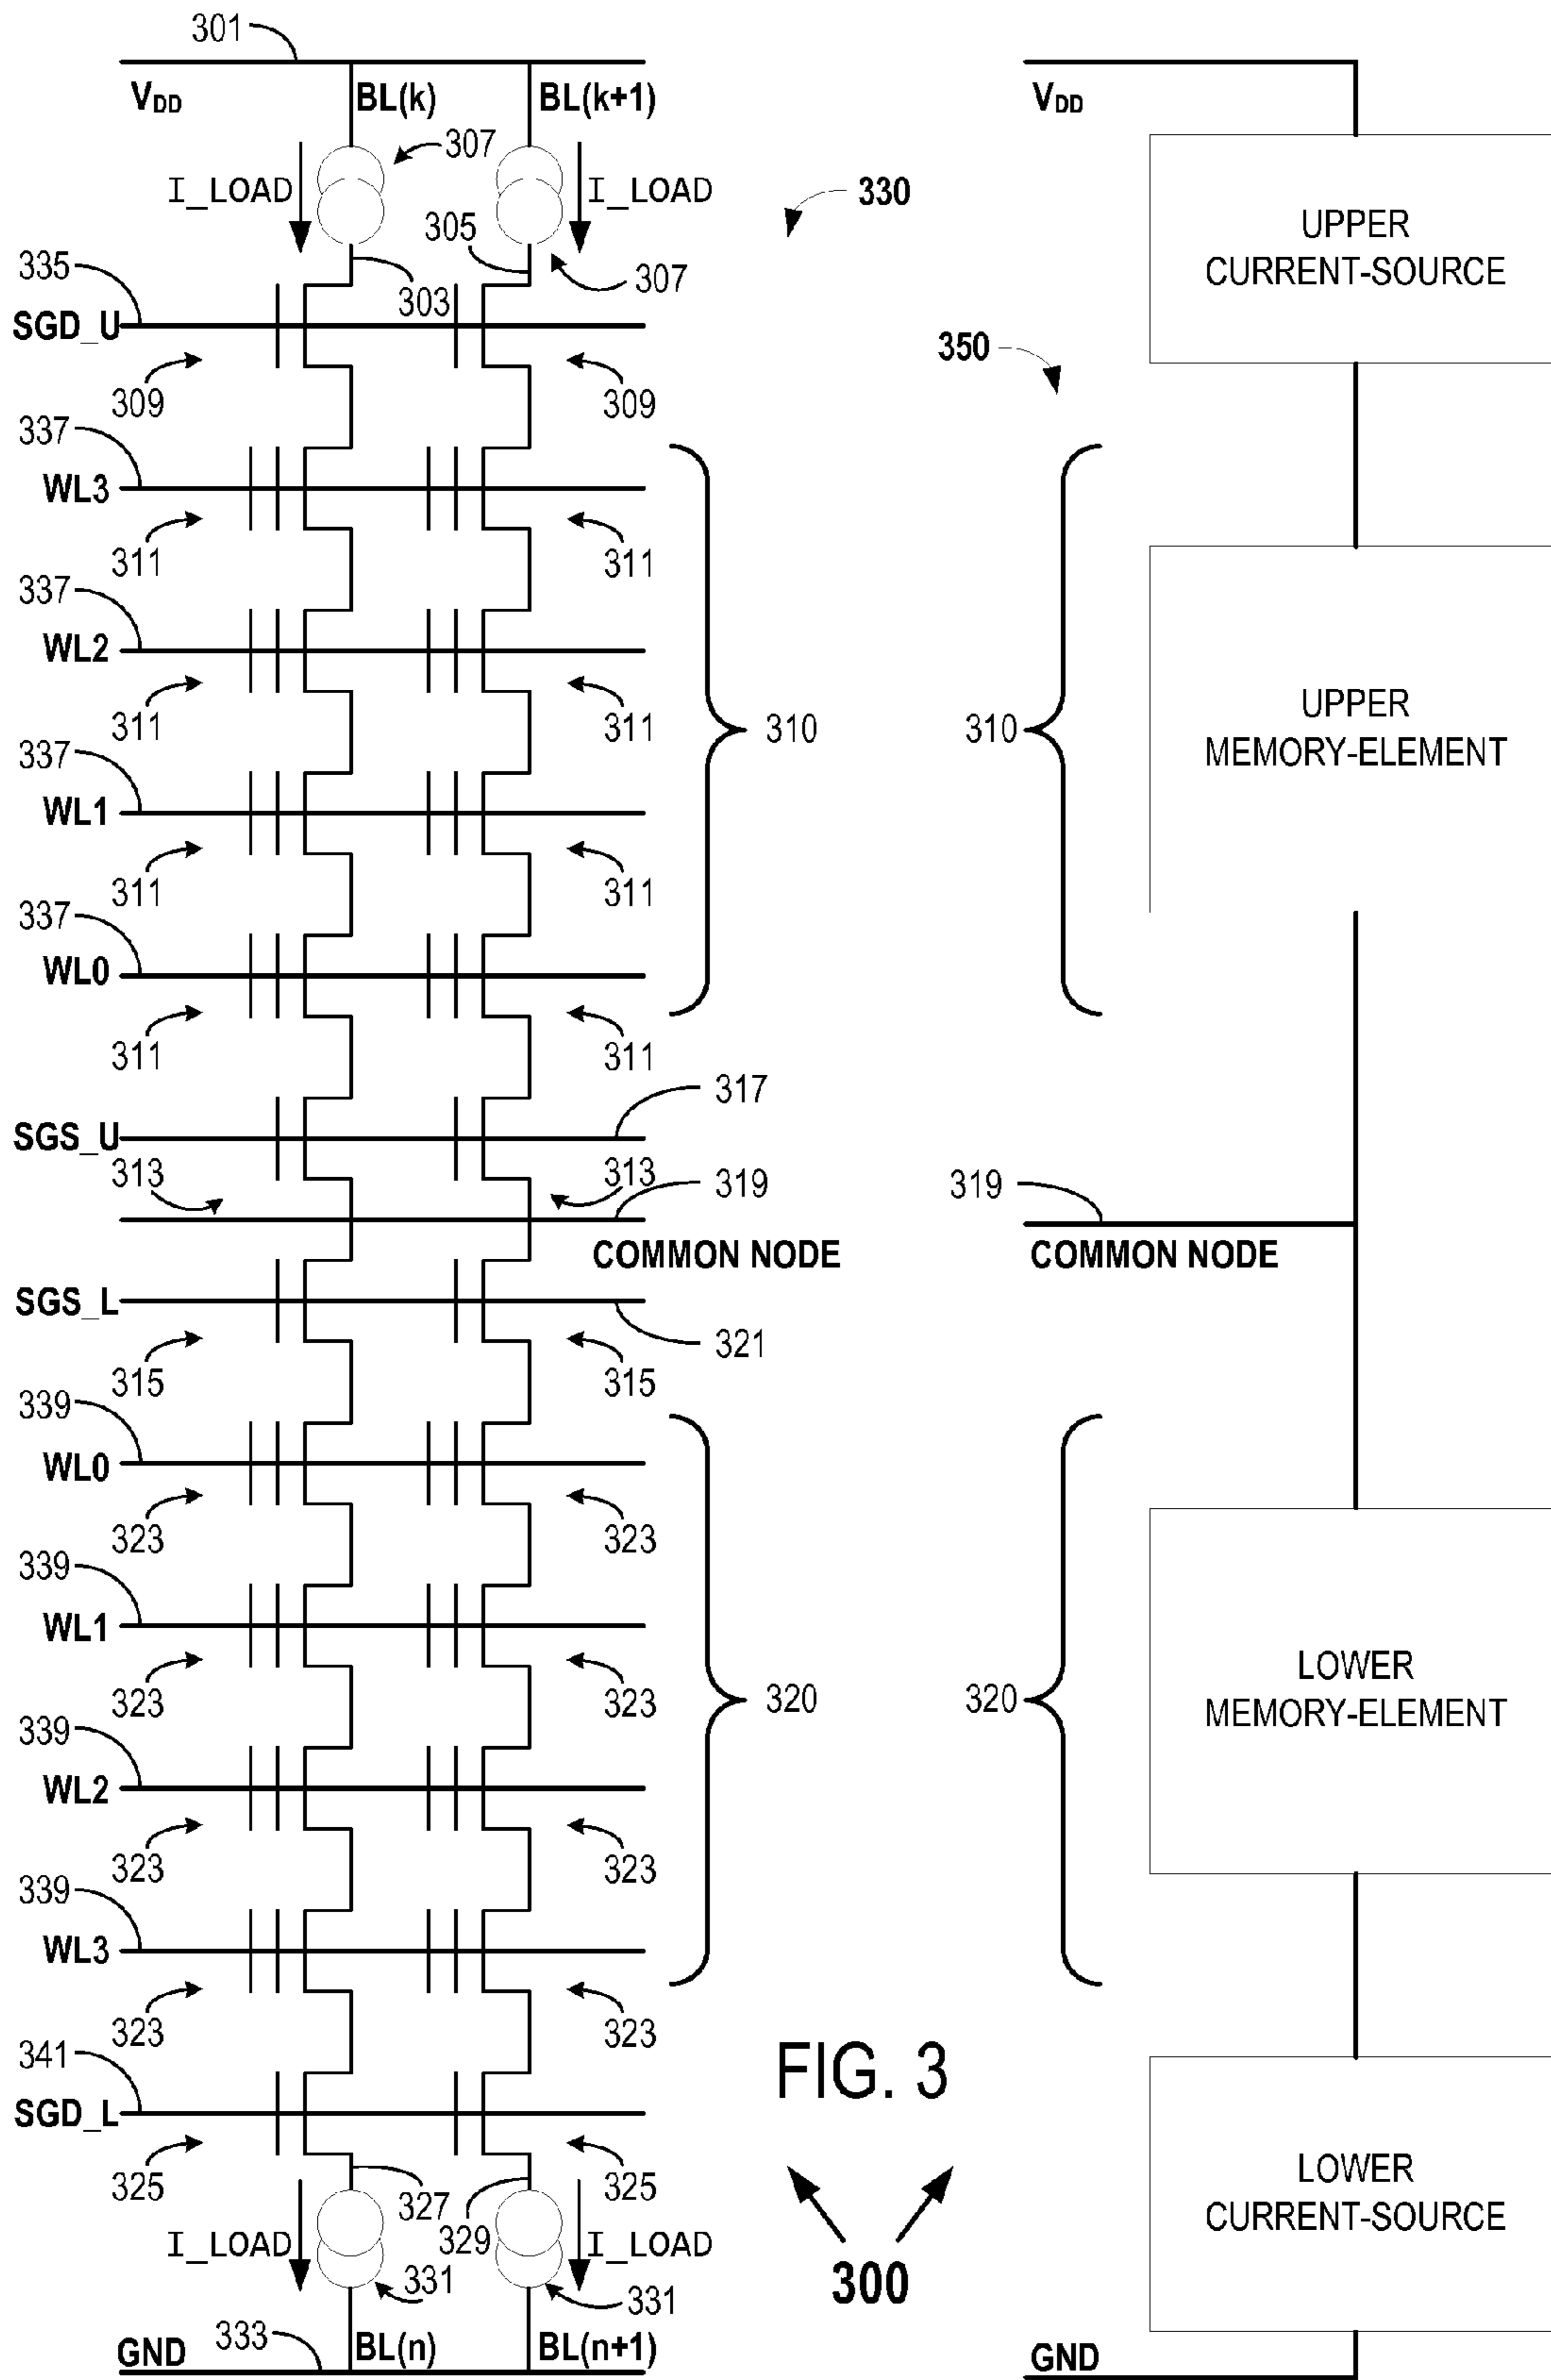 301
V_DD BL(k) BL(k+1) V_DD
307
I_LOAD I_LOAD 330
305
UPPER
CURRENT-SOURCE
335 303 307
SGD_U
350
309 309
337
WL3
311 311
337
WL2
311 311
UPPER
MEMORY-ELEMENT
310 310
337
WL1
311 311
337
WL0
311 311
317
SGS_U
313 313 319 319
COMMON NODE COMMON NODE
SGS_L
321
315 315
339
WL0
323 323
339
WL1
323 323
LOWER
MEMORY-ELEMENT
320 320
339
WL2
323 323
339
WL3
323 323
341
FIG. 3
SGD_L
325 327 325
LOWER
CURRENT-SOURCE
I_LOAD 329 I_LOAD
331 331
300
GND 333 BL(n) BL(n+1) GND